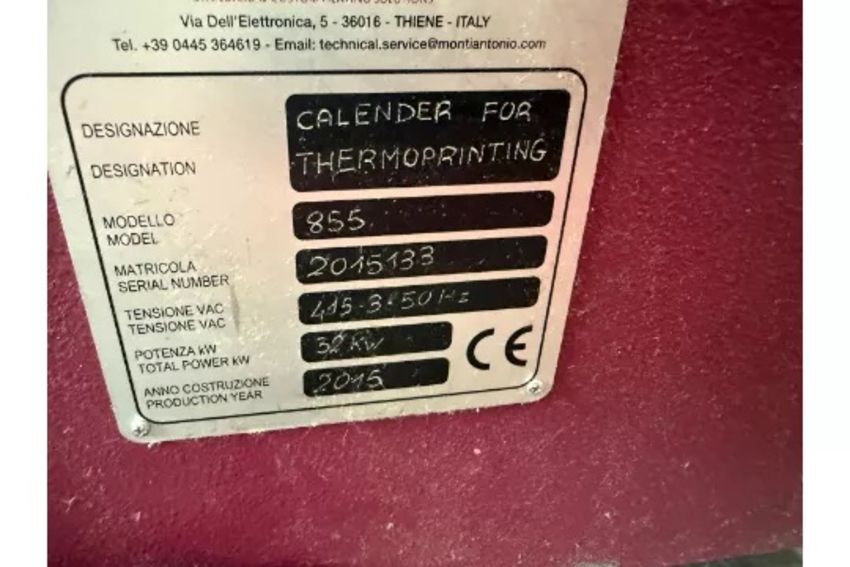 Via Dell'Elettronica, 5 - 36016 - THIENE - ITALY
Tel. +39 0445 364619 - Email: technical.service@montiantonio.com
DESIGNAZIONE
DESIGNATION
CALENDER FOR
THERMOPRINTING
MODELLO
MODEL
855
MATRICOLA
SERIAL NUMBER
2015133
TENSIONE VAC
TENSIONE VAC
415-3-50Hz
POTENZA kW
TOTAL POWER kW
32 KW
ANNO COSTRUZIONE
PRODUCTION YEAR
2015
CE